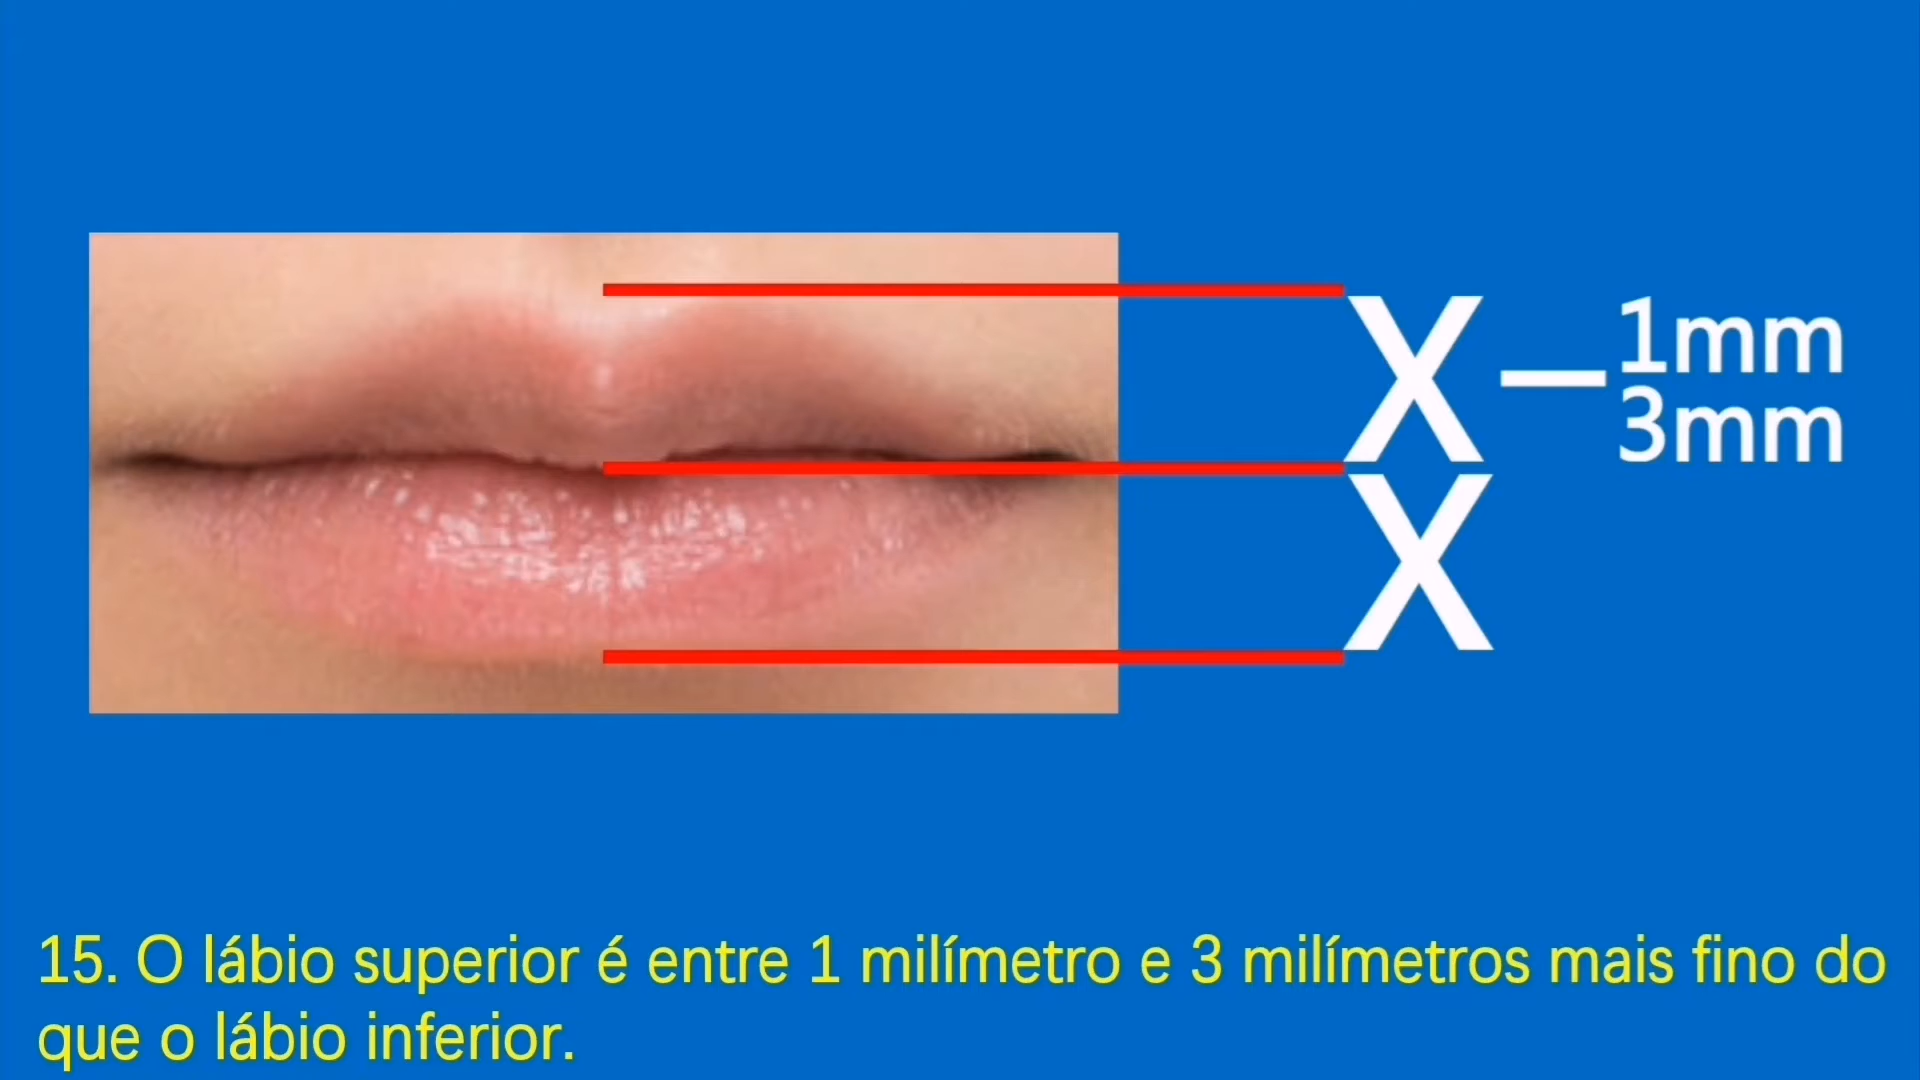 X — 1mm
3mm
X
15. O lábio superior é entre 1 milímetro e 3 milímetros mais fino do
que o lábio inferior.